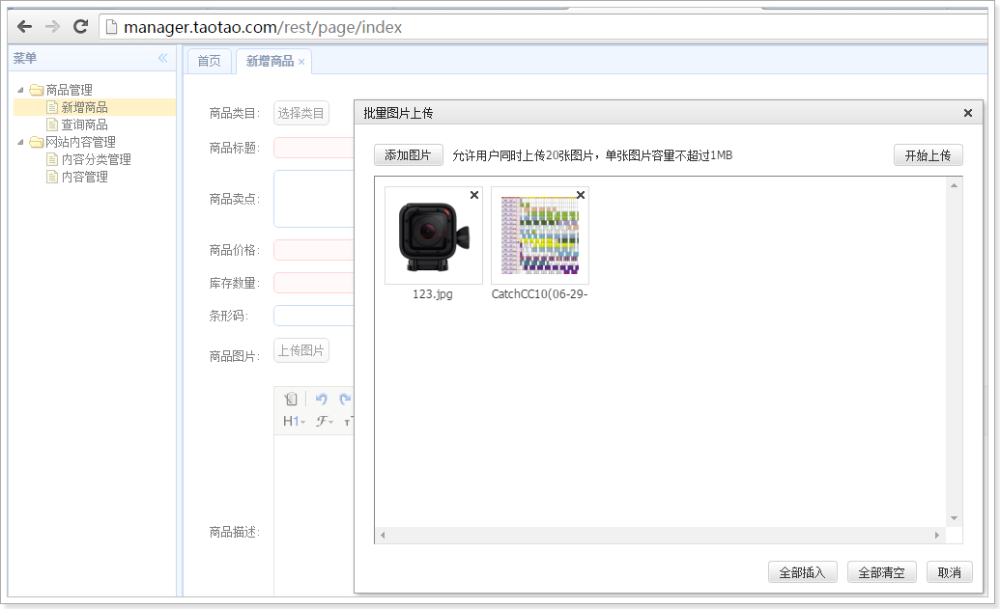 manager.taotao.com/rest/page/index
菜单
首页
新增商品
商品管理
新增商品
查询商品
网站内容管理
内容分类管理
内容管理
商品类目:
选择类目
商品标题:
商品卖点:
商品价格:
库存数量:
条形码:
商品图片:
上传图片
H1
商品描述:
批量图片上传
添加图片
允许用户同时上传20张图片，单张图片容量不超过1MB
开始上传
123.jpg
CatchCC10(06-29-
全部插入
全部清空
取消